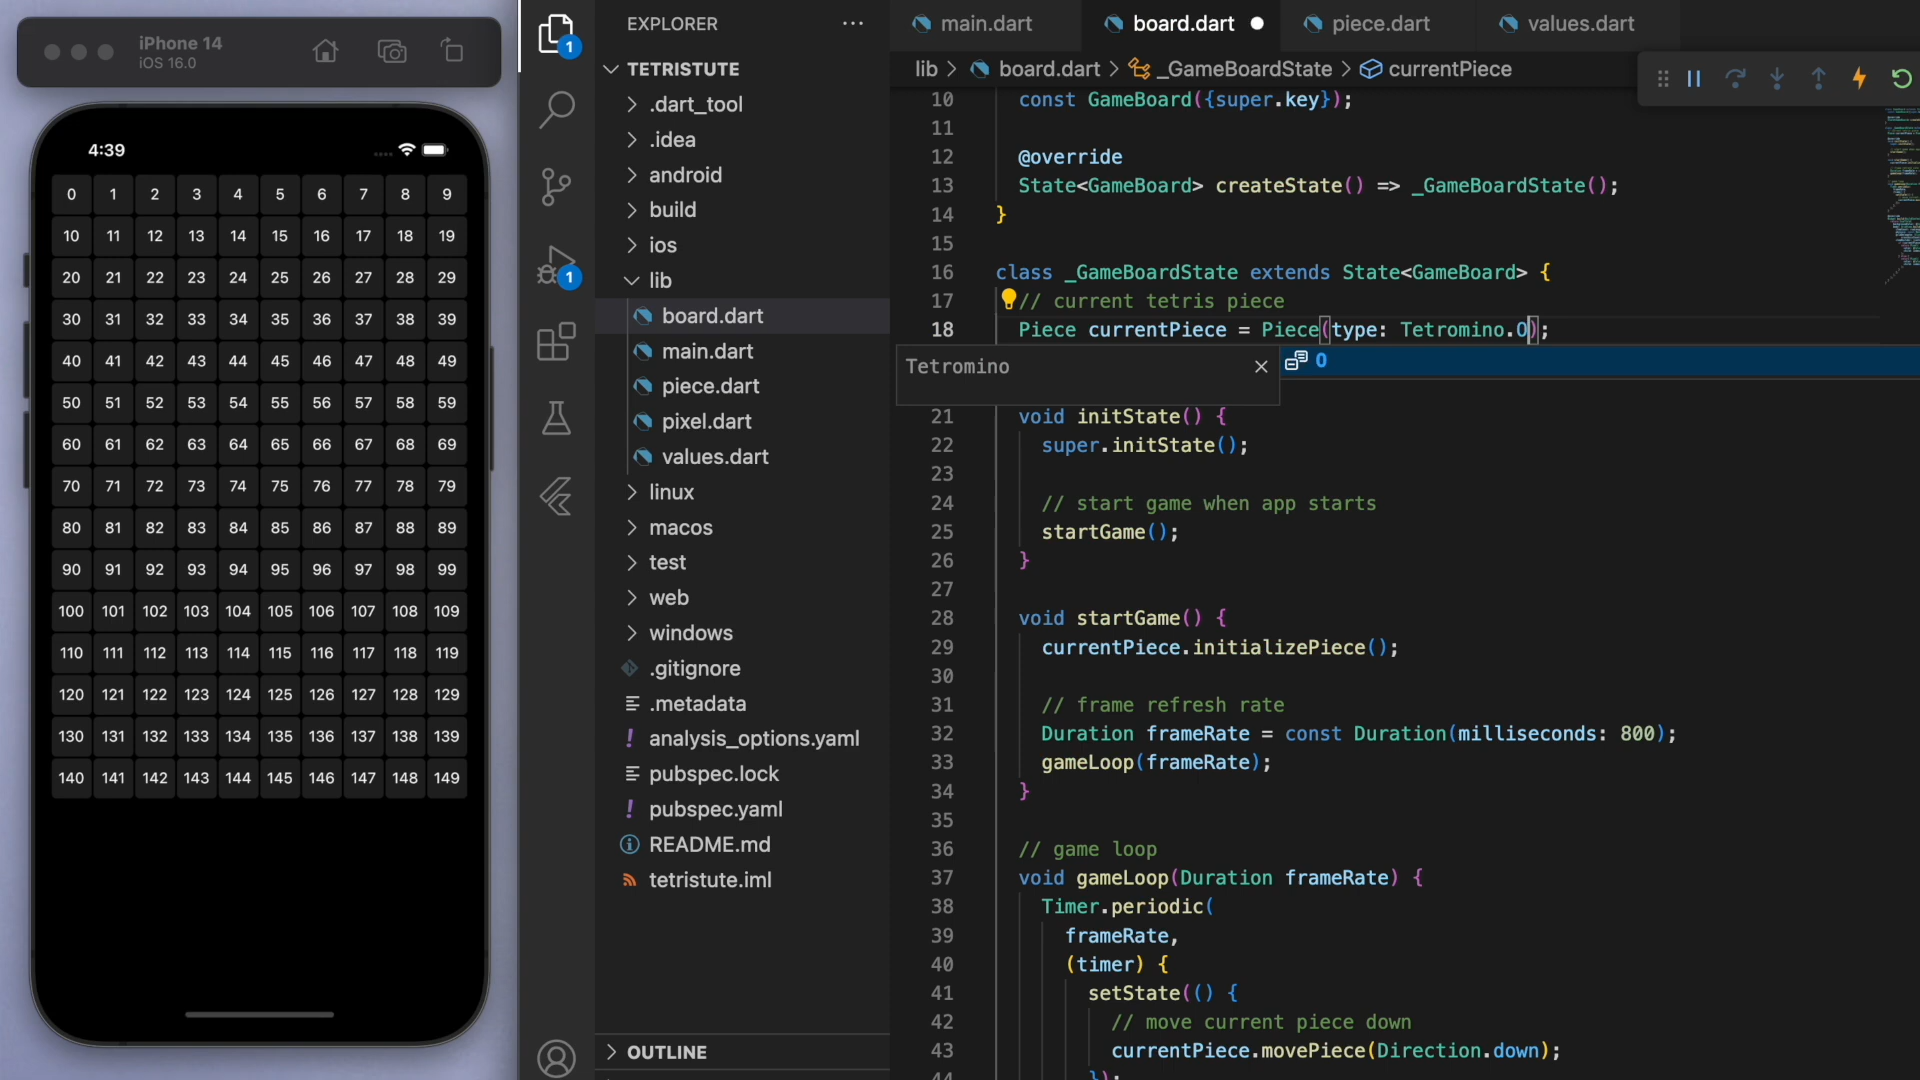 iPhone 14
iOS 16.0
4:39
0 1 2 3 4 5 6 7 8 9
10 11 12 13 14 15 16 17 18 19
20 21 22 23 24 25 26 27 28 29
30 31 32 33 34 35 36 37 38 39
40 41 42 43 44 45 46 47 48 49
50 51 52 53 54 55 56 57 58 59
60 61 62 63 64 65 66 67 68 69
70 71 72 73 74 75 76 77 78 79
80 81 82 83 84 85 86 87 88 89
90 91 92 93 94 95 96 97 98 99
100 101 102 103 104 105 106 107 108 109
110 111 112 113 114 115 116 117 118 119
120 121 122 123 124 125 126 127 128 129
130 131 132 133 134 135 136 137 138 139
140 141 142 143 144 145 146 147 148 149
1
1
EXPLORER
TETRISTUTE
.dart_tool
.idea
android
build
ios
lib
board.dart
main.dart
piece.dart
pixel.dart
values.dart
linux
macos
test
web
windows
.gitignore
.metadata
analysis_options.yaml
pubspec.lock
pubspec.yaml
README.md
tetristute.iml
OUTLINE
main.dart board.dart piece.dart values.dart
lib > board.dart > _GameBoardState > currentPiece
10 const GameBoard({super.key});
11
12 @override
13 State<GameBoard> createState() => _GameBoardState();
14 }
15
16 class _GameBoardState extends State<GameBoard> {
17 // current tetris piece
18 Piece currentPiece = Piece(type: Tetromino.O);
Tetromino
O
21 void initState() {
22 super.initState();
23
24 // start game when app starts
25 startGame();
26 }
27
28 void startGame() {
29 currentPiece.initializePiece();
30
31 // frame refresh rate
32 Duration frameRate = const Duration(milliseconds: 800);
33 gameLoop(frameRate);
34 }
35
36 // game loop
37 void gameLoop(Duration frameRate) {
38 Timer.periodic(
39 frameRate,
40 (timer) {
41 setState(() {
42 // move current piece down
43 currentPiece.movePiece(Direction.down);
44 });